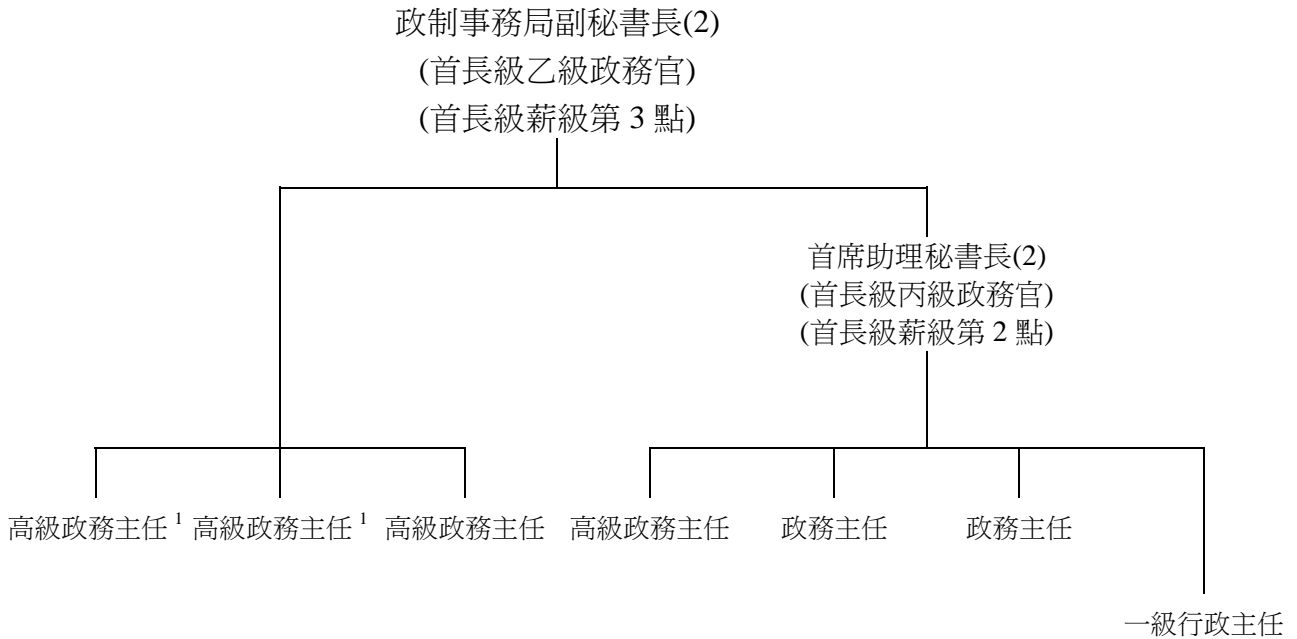 政制事務局副秘書長(2)
(首長級乙級政務官)
(首長級薪級第 3 點)
首席助理秘書長(2)
(首長級丙級政務官)
(首長級薪級第 2 點)
高級政務主任 1 高級政務主任 1 高級政務主任 高級政務主任 政務主任 政務主任
一級行政主任